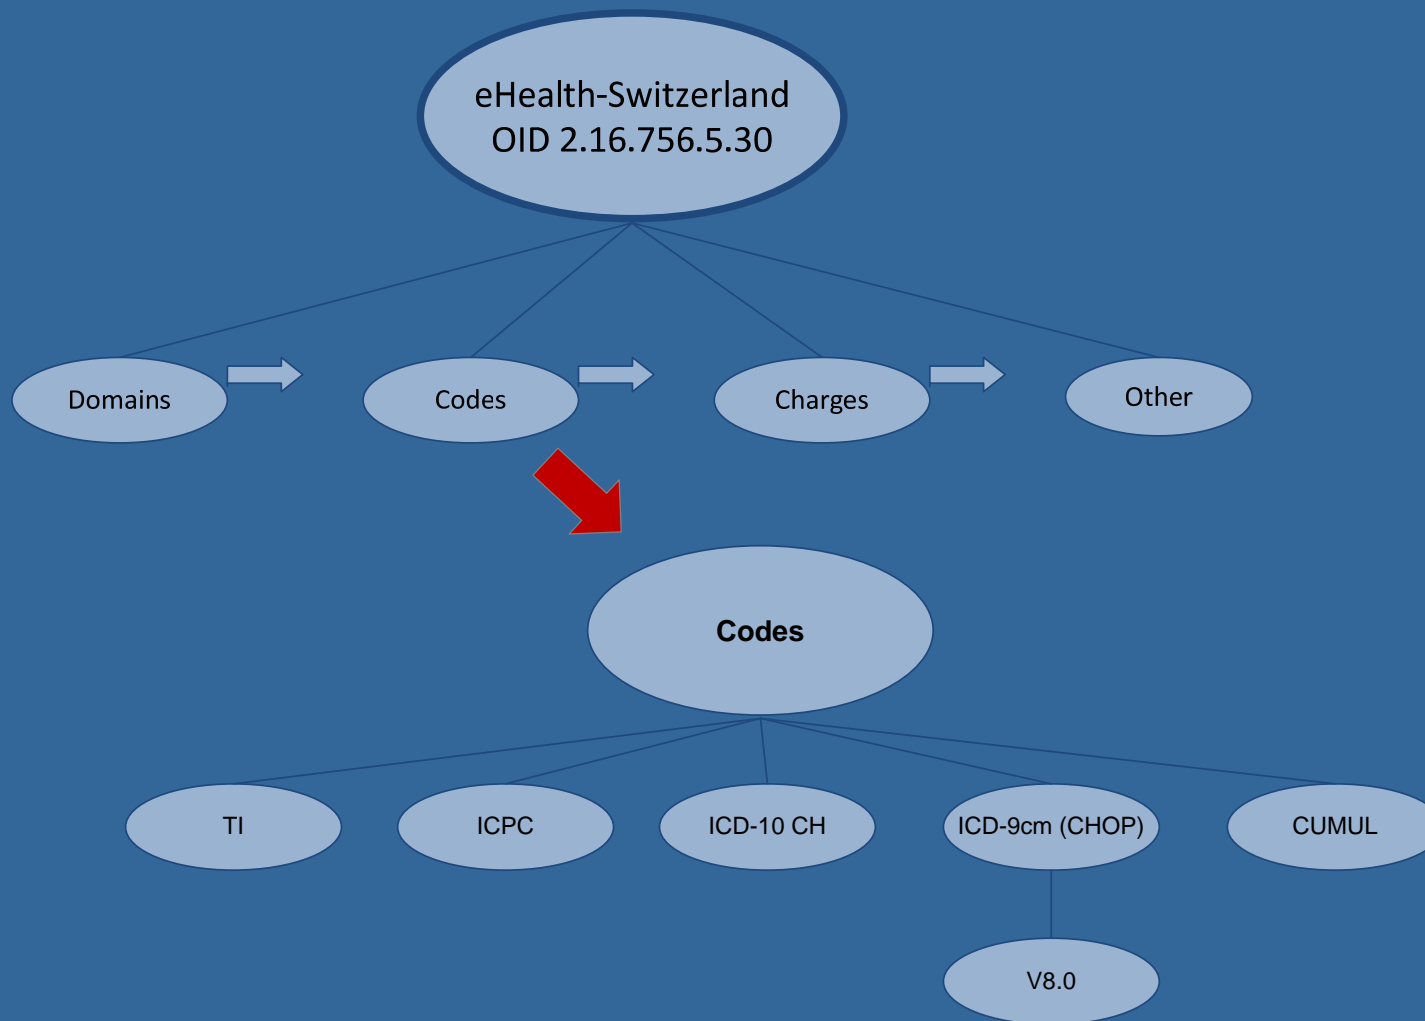 eHealth-Switzerland
OID 2.16.756.5.30
Domains
Codes
Charges
Other
Codes
TI
ICPC
ICD-10 CH
ICD-9cm (CHOP)
CUMUL
V8.0